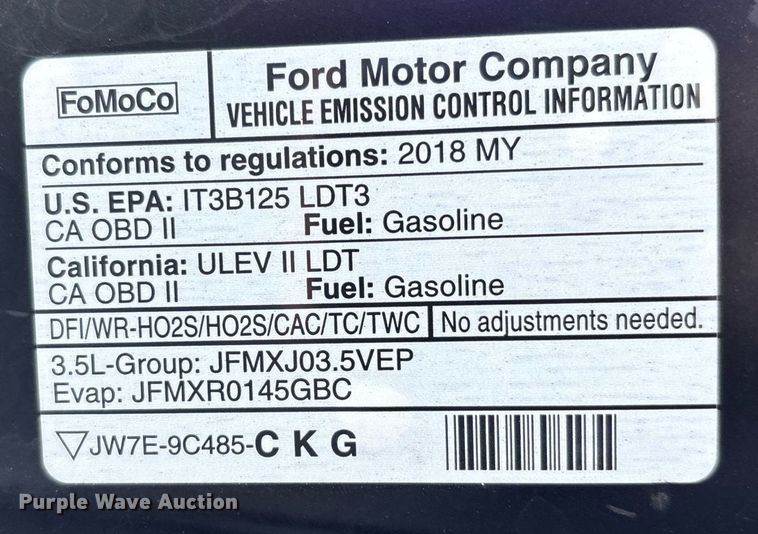 FoMoCo
Ford Motor Company
VEHICLE EMISSION CONTROL INFORMATION
Conforms to regulations: 2018 MY
U.S. EPA: IT3B125 LDT3
CA OBD II Fuel: Gasoline
California: ULEV II LDT
CA OBD II Fuel: Gasoline
DFI/WR-HO2S/HO2S/CAC/TC/TWC No adjustments needed.
3.5L-Group: JFMXJ03.5VEP
Evap: JFMXR0145GBC
JW7E-9C485-C K G
Purple Wave Auction